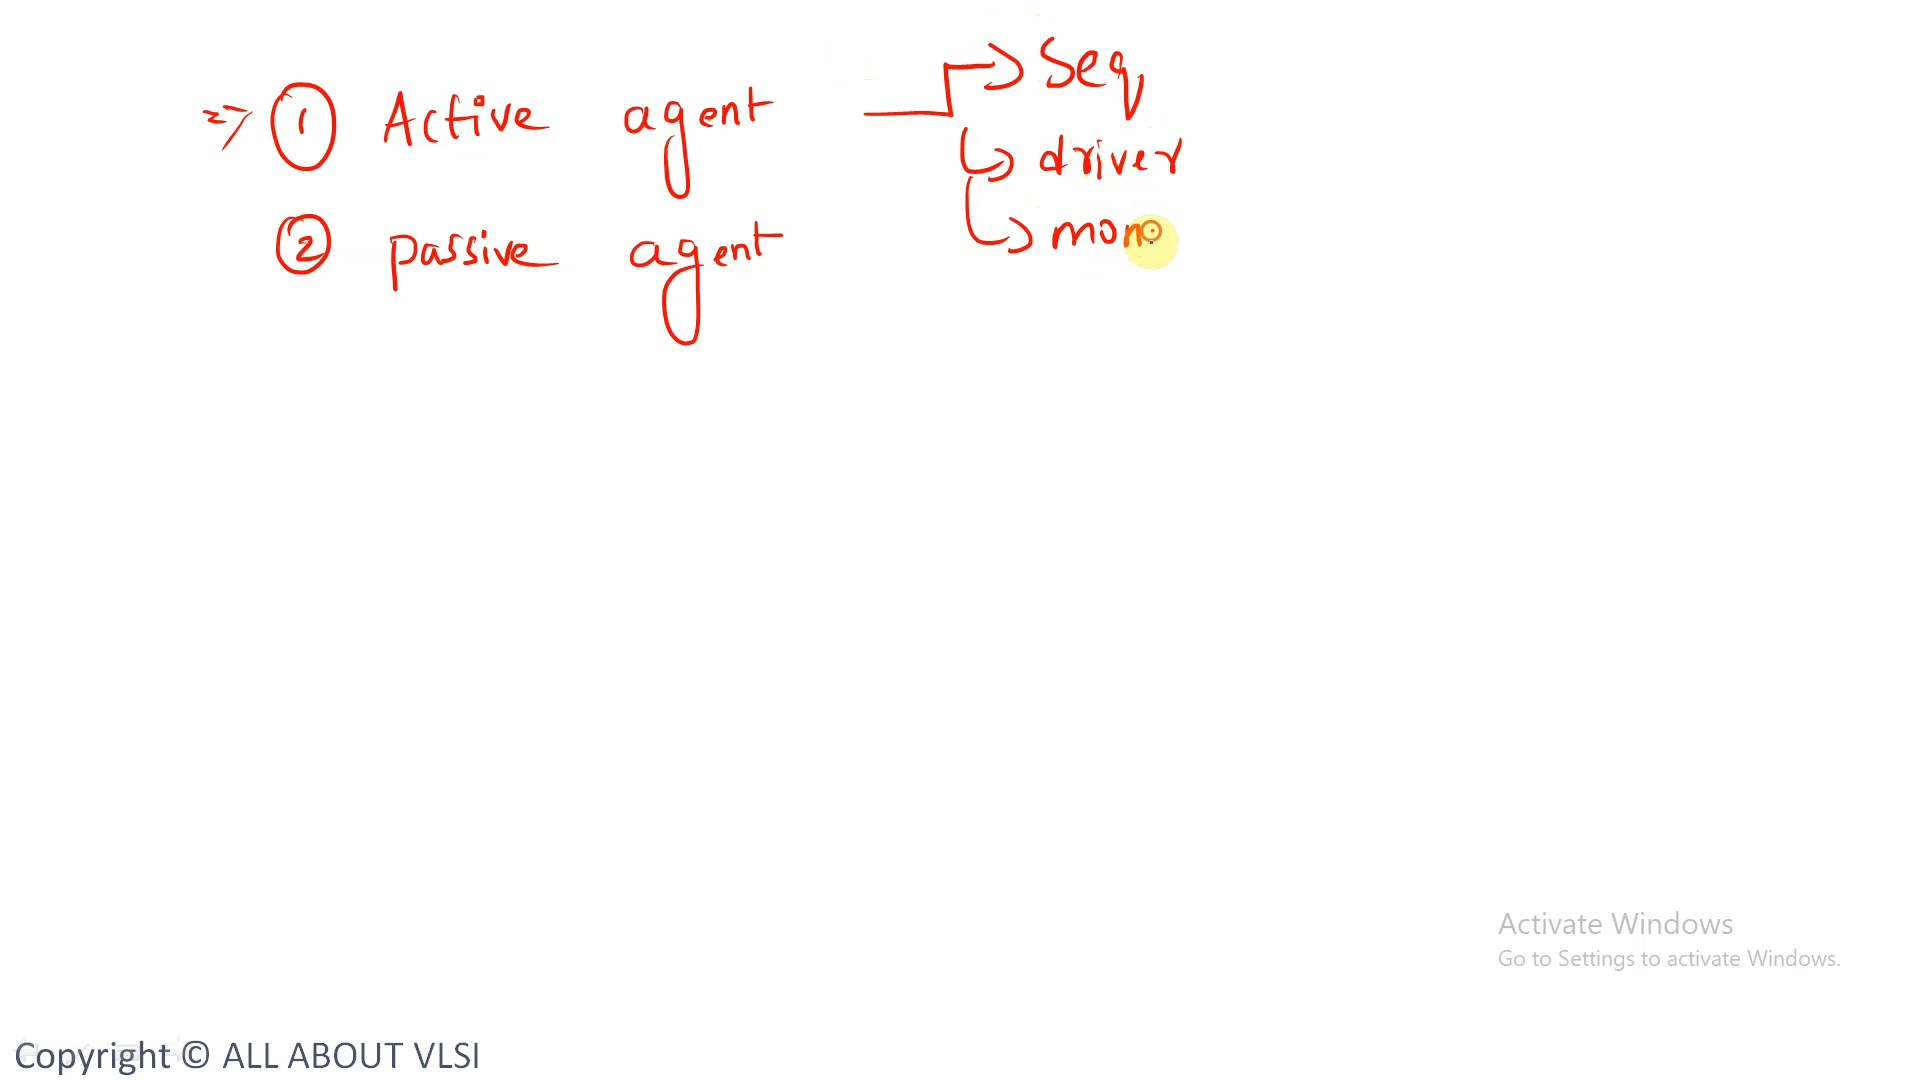 => 1 Active agent -> Seq
-> driver
-> mon
2 passive agent
Activate Windows
Go to Settings to activate Windows.
Copyright © ALL ABOUT VLSI